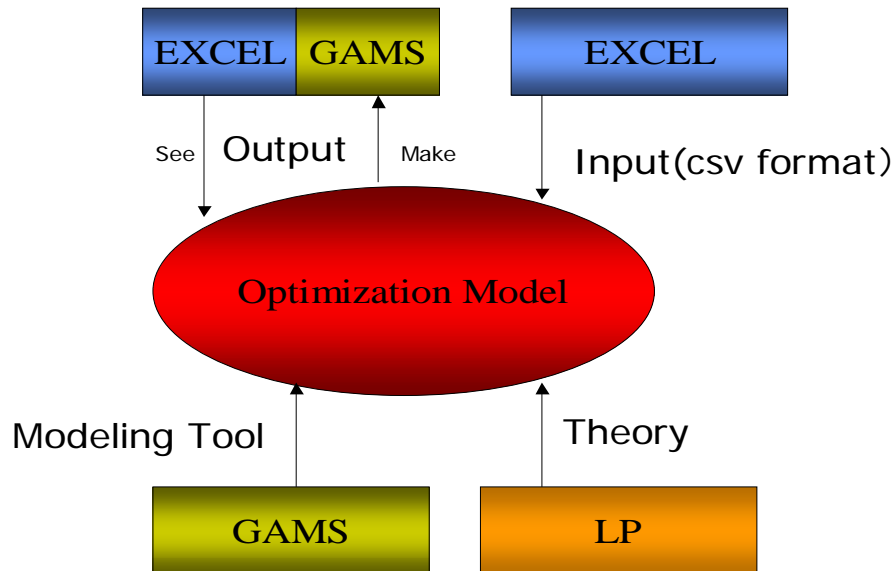 EXCEL GAMS EXCEL
See Output Make
Input(csv format)
Optimization Model
Modeling Tool
Theory
GAMS
LP